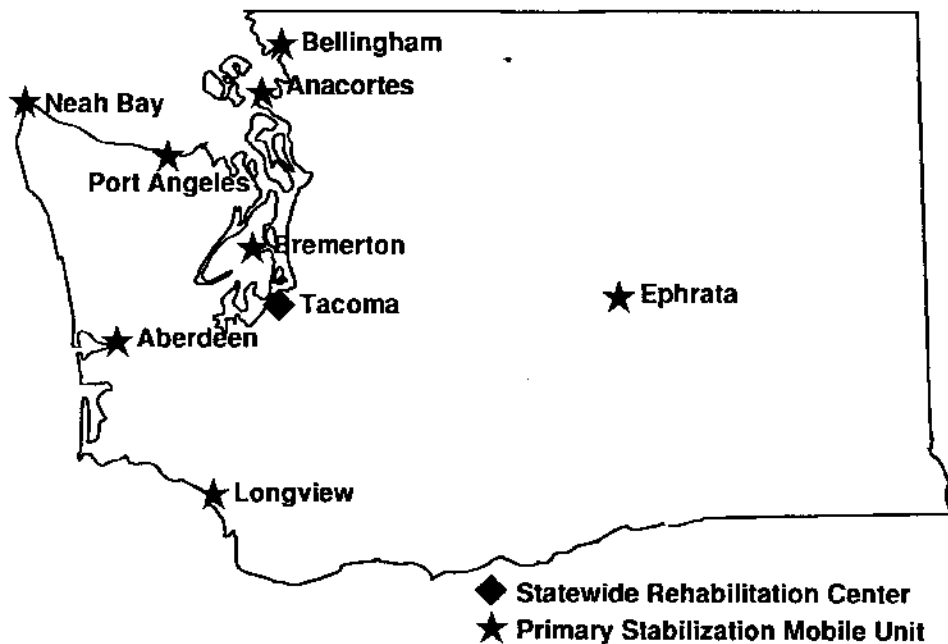 Bellingham
Anacortes
Neah Bay
Port Angeles
Bremerton
Tacoma
Ephrata
Aberdeen
Longview
Statewide Rehabilitation Center
Primary Stabilization Mobile Unit